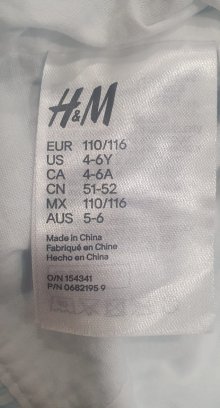 H&M
EUR 110/116
US 4-6Y
CA 4-6A
CN 51-52
MX 110/116
AUS 5-6
Made in China
Fabriqué en Chine
Hecho en China
O/N 154341
P/N 0682195 9